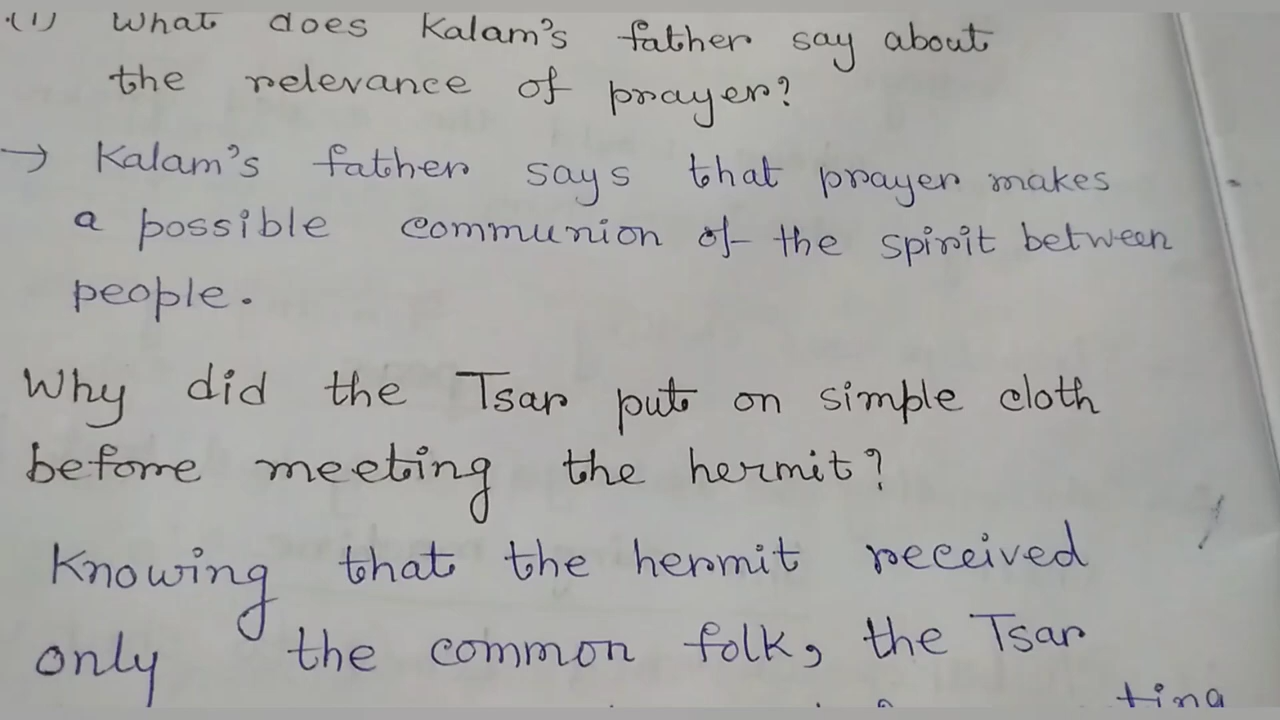 (1) What does Kalam's father say about
the relevance of prayer?
→ Kalam's father says that prayer makes
a possible communion of the spirit between
people.
Why did the Tsar put on simple cloth
before meeting the hermit?
Knowing that the hermit received
only the common folk, the Tsar